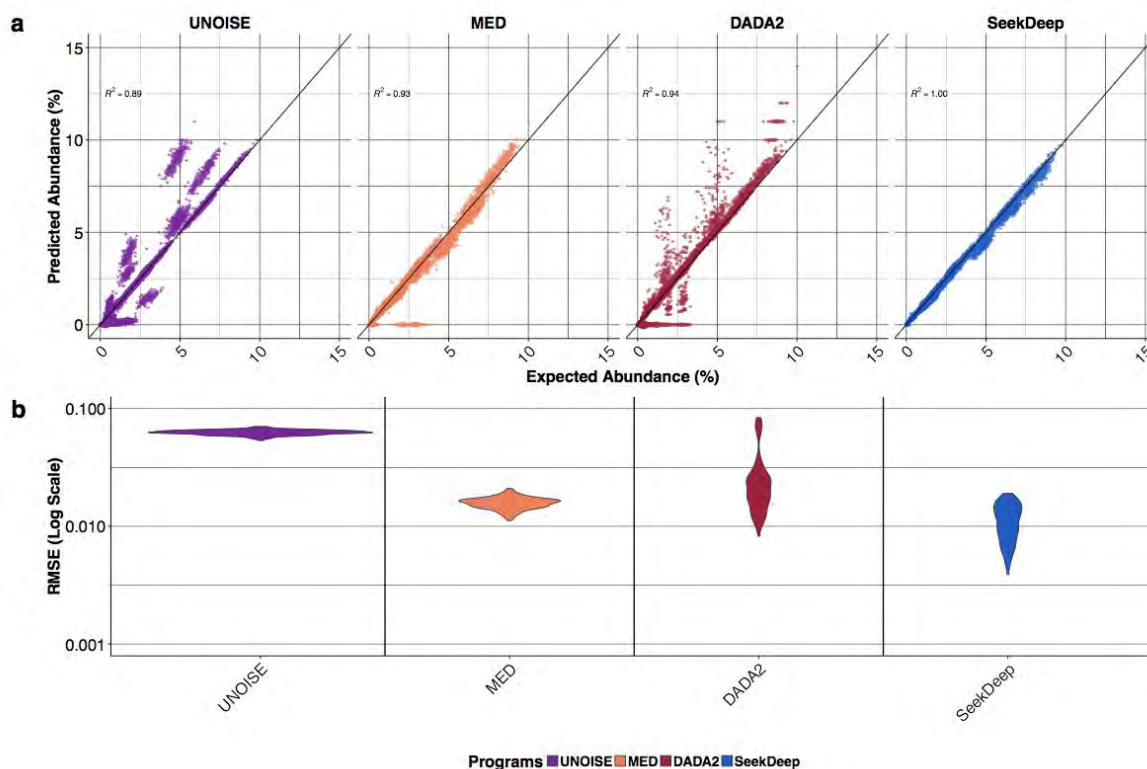 a
UNOISE MED DADA2 SeekDeep
Predicted Abundance (%)
15
10
5
0
R² = 0.89
R² = 0.93
R² = 0.94
R² = 1.00
0 5 10 15 0 5 10 15 0 5 10 15 0 5 10 15
Expected Abundance (%)
b
RMSE (Log Scale)
0.100
0.010
0.001
UNOISE MED DADA2 SeekDeep
Programs UNOISE MED DADA2 SeekDeep